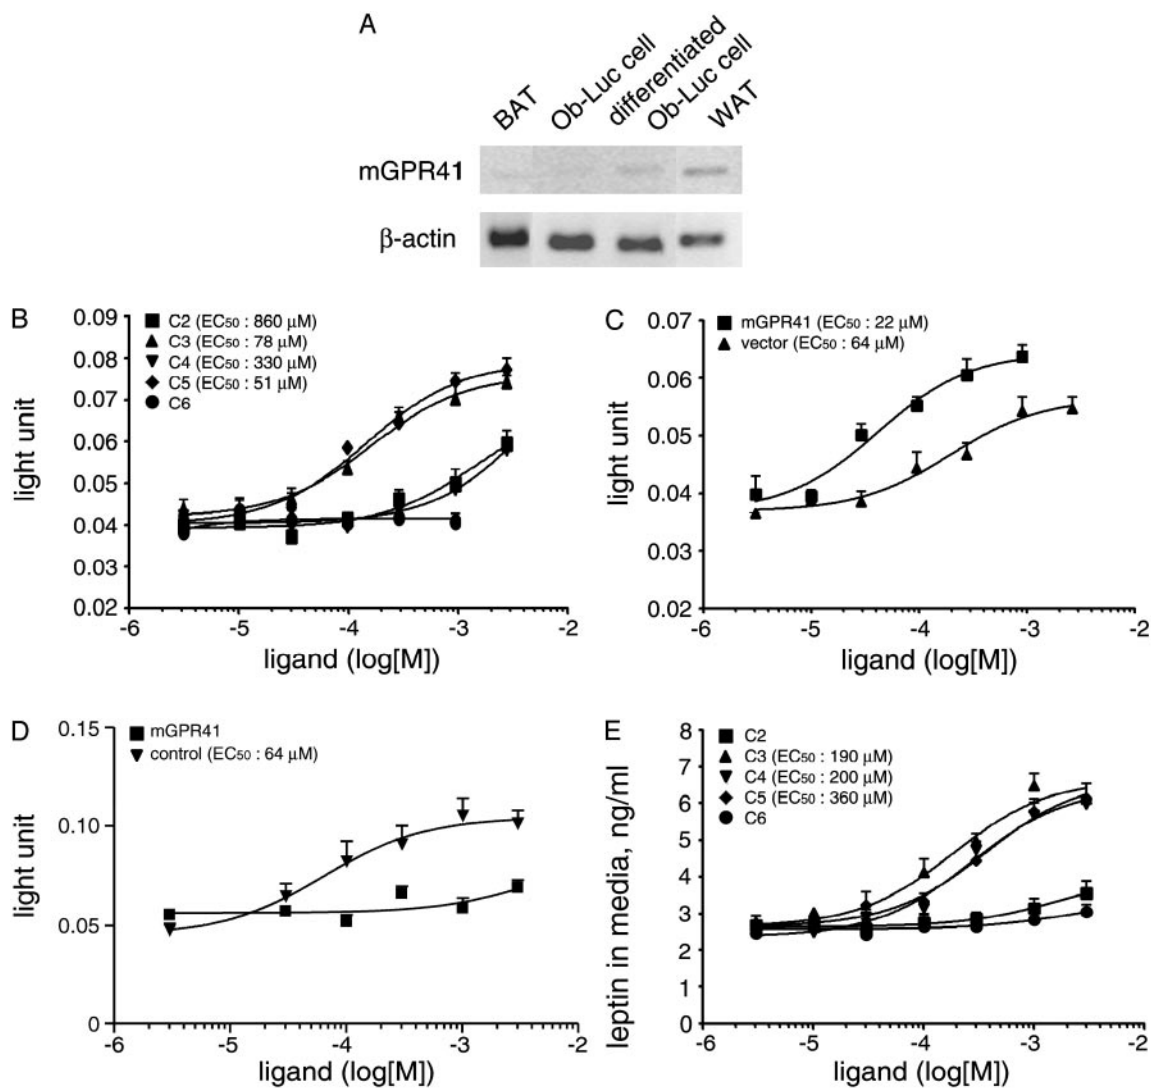 A
BAT
Ob-Luc cell
differentiated
Ob-Luc cell
WAT
mGPR41
β-actin
B
C2 (EC50 : 860 μM)
C3 (EC50 : 78 μM)
C4 (EC50 : 330 μM)
C5 (EC50 : 51 μM)
C6
light unit
0.09
0.08
0.07
0.06
0.05
0.04
0.03
0.02
-6
-5
-4
-3
-2
ligand (log[M])
C
mGPR41 (EC50 : 22 μM)
vector (EC50 : 64 μM)
light unit
0.07
0.06
0.05
0.04
0.03
0.02
-6
-5
-4
-3
-2
ligand (log[M])
D
mGPR41
control (EC50 : 64 μM)
light unit
0.15
0.10
0.05
0
-6
-5
-4
-3
-2
ligand (log[M])
E
C2
C3 (EC50 : 190 μM)
C4 (EC50 : 200 μM)
C5 (EC50 : 360 μM)
C6
leptin in media, ng/ml
8
7
6
5
4
3
2
1
0
-6
-5
-4
-3
-2
ligand (log[M])